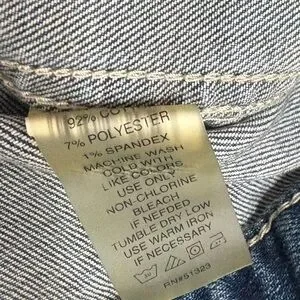 92% COTTON
7% POLYESTER
1% SPANDEX
MACHINE WASH
COLD WITH
LIKE COLORS
USE ONLY
NON-CHLORINE
BLEACH
IF NEEDED
TUMBLE DRY LOW
USE WARM IRON
IF NECESSARY
RN#51323